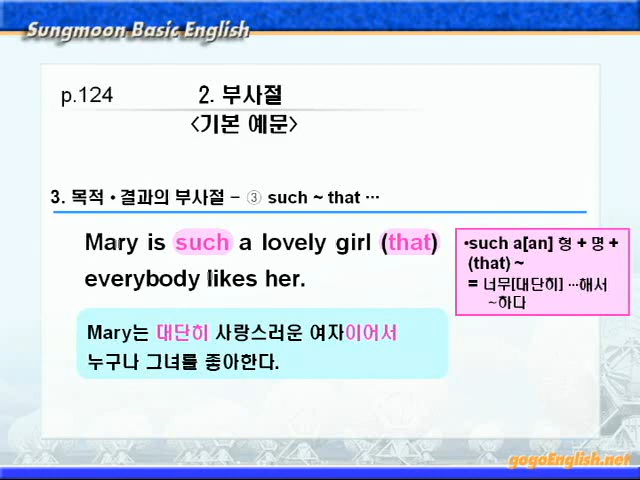 Sungmoon Basic English
p.124
2. 부사절
<기본 예문>
3. 목적·결과의 부사절 – ③ such ~ that …
Mary is such a lovely girl (that)
everybody likes her.
•such a[an] 형 + 명 +
(that) ~
= 너무[대단히] …해서
~하다
Mary는 대단히 사랑스러운 여자이어서
누구나 그녀를 좋아한다.
gogoEnglish.net